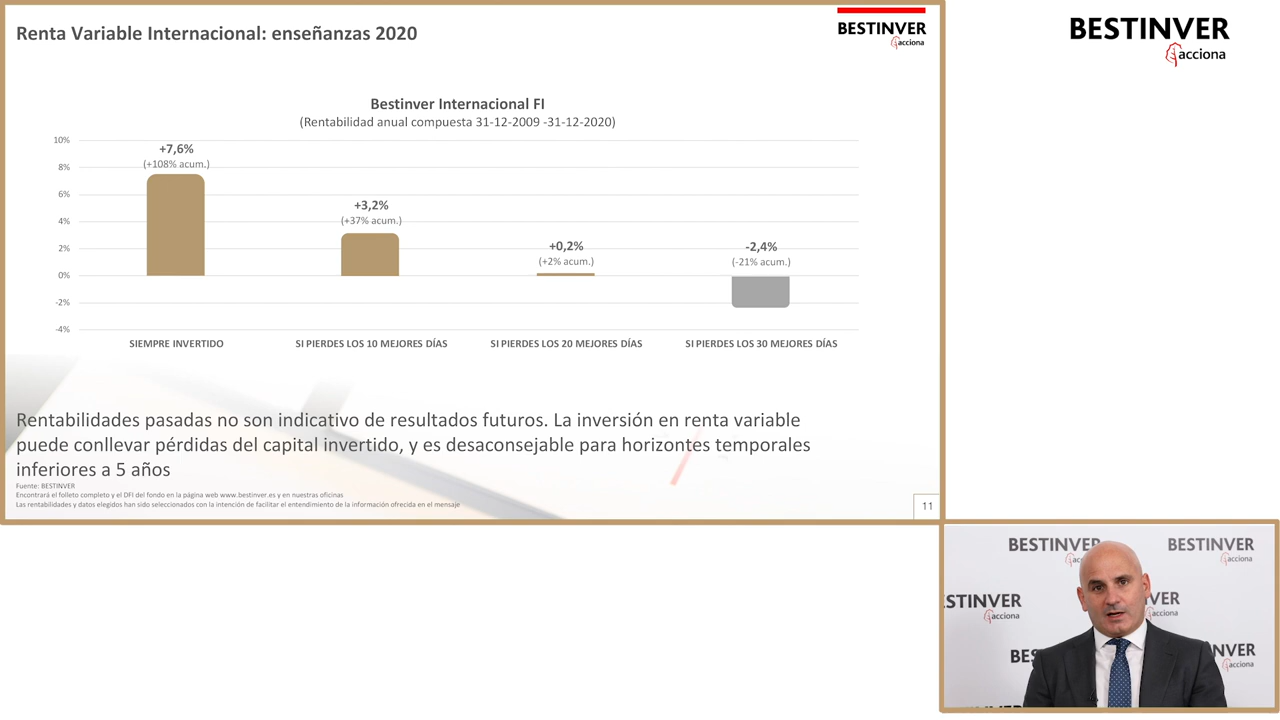 Renta Variable Internacional: enseñanzas 2020
BESTINVER
acciona
BESTINVER
acciona
Bestinver Internacional FI
(Rentabilidad anual compuesta 31-12-2009 -31-12-2020)
10%
8%
6%
4%
2%
0%
-2%
-4%
+7,6%
(+108% acum.)
+3,2%
(+37% acum.)
+0,2%
(+2% acum.)
-2,4%
(-21% acum.)
SIEMPRE INVERTIDO
SI PIERDES LOS 10 MEJORES DÍAS
SI PIERDES LOS 20 MEJORES DÍAS
SI PIERDES LOS 30 MEJORES DÍAS
Rentabilidades pasadas no son indicativo de resultados futuros. La inversión en renta variable
puede conllevar pérdidas del capital invertido, y es desaconsejable para horizontes temporales
inferiores a 5 años
Fuente: BESTINVER
Encontrará el folleto completo y el DFI del fondo en la página web www.bestinver.es y en nuestras oficinas
Las rentabilidades y datos elegidos han sido seleccionados con la intención de facilitar el entendimiento de la información ofrecida en el mensaje
11
BESTINVER
BESTINVER
acciona
STINVER
acciona
VER
acciona
BES
NVER
acciona